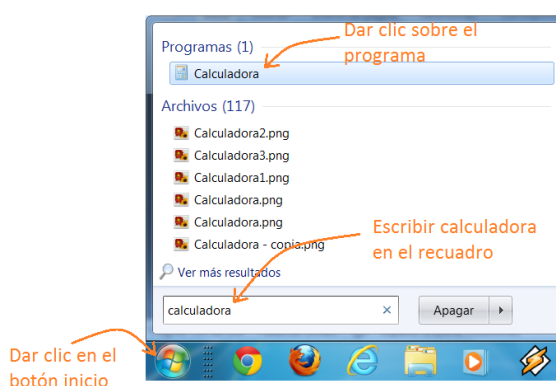 Dar clic sobre el
programa
Programas (1)
Calculadora
Archivos (117)
Calculadora2.png
Calculadora3.png
Calculadora1.png
Calculadora.png
Calculadora.png
Calculadora - copia.png
Escribir calculadora
en el recuadro
Ver más resultados
calculadora
Apagar
Dar clic en el
botón inicio